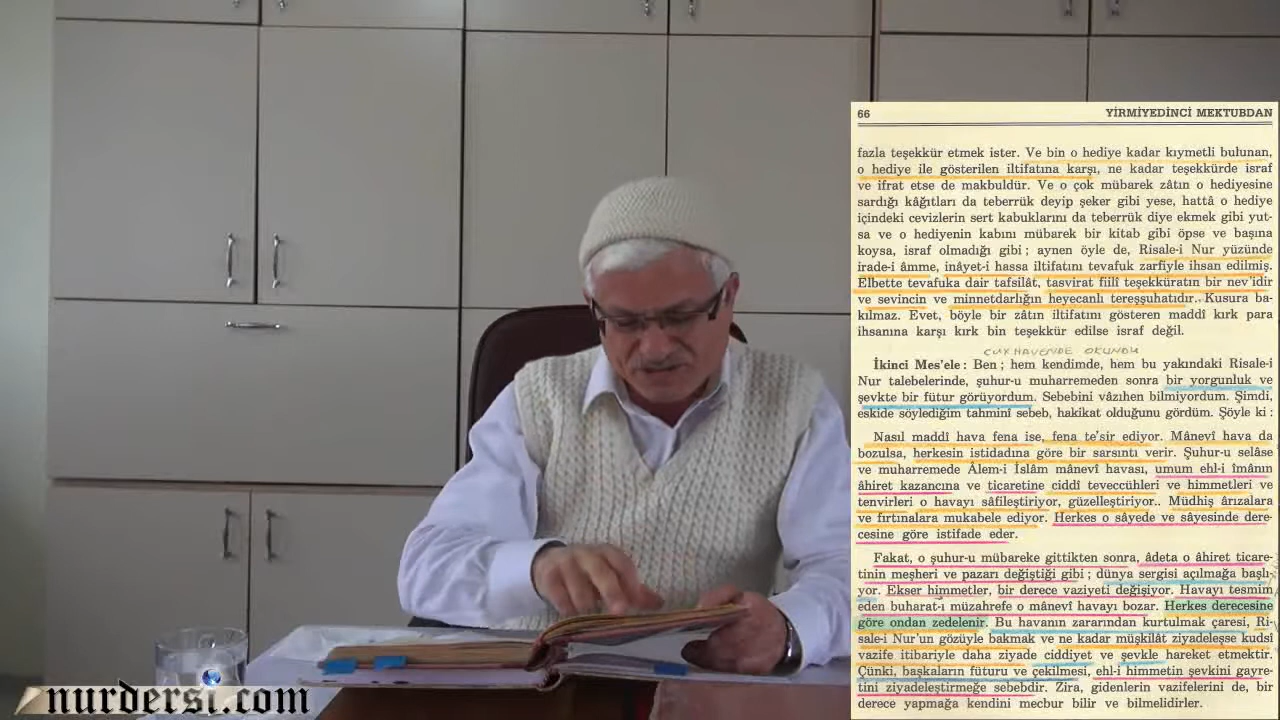 66 YİRMİYEDİNCİ MEKTUBDAN
fazla teşekkür etmek ister. Ve bin o hediye kadar kıymetli bulunan,
o hediye ile gösterilen iltifatına karşı, ne kadar teşekkürde israf
ve ifrat etse de makbuldür. Ve o çok mübarek zâtın o hediyesine
sardığı kâğıtları da teberrük deyip şeker gibi yese, hattâ o hediye
içindeki cevizlerin sert kabuklarını da teberrük diye ekmek gibi yut-
sa ve o hediyenin kabını mübarek bir kitab gibi öpse ve başına
koysa, israf olmadığı gibi; aynen öyle de, Risale-i Nur yüzünde
irade-i âmme, inâyet-i hassa iltifatını tevafuk zarfiyle ihsan edilmiş.
Elbette tevafuka dair tafsilât, tasvirat fiilî teşekküratın bir nev'idir
ve sevincin ve minnetdarlığın heyecanlı tereşşuhatıdır.. Kusura ba-
kılmaz. Evet, böyle bir zâtın iltifatını gösteren maddî kırk para
ihsanına karşı kırk bin teşekkür edilse israf değil.
CUXHAVENDE OKUNDU
İkinci Mes'ele: Ben; hem kendimde, hem bu yakındaki Risale-i
Nur talebelerinde, şuhur-u muharremeden sonra bir yorgunluk ve
şevkte bir fütur görüyordum. Sebebini vâzıhen bilmiyordum. Şimdi,
eskide söylediğim tahminî sebeb, hakikat olduğunu gördüm. Şöyle ki:
Nasıl maddî hava fena ise, fena te'sir ediyor. Mânevî hava da
bozulsa, herkesin istidadına göre bir sarsıntı verir. Şuhur-u selâse
ve muharremede Âlem-i İslâm mânevî havası, umum ehl-i îmânın
âhiret kazancına ve ticaretine ciddî teveccühleri ve himmetleri ve
tenvirleri o havayı sâfileştiriyor, güzelleştiriyor.. Müdhiş ârızalara
ve fırtınalara mukabele ediyor. Herkes o sâyede ve sâyesinde dere-
cesine göre istifade eder.
Fakat, o şuhur-u mübareke gittikten sonra, âdeta o âhiret ticare-
tinin meşheri ve pazarı değiştiği gibi; dünya sergisi açılmağa başlı-
yor. Ekser himmetler, bir derece vaziyeti değişiyor. Havayı tesmim
eden buharat-ı müzahrefe o mânevî havayı bozar. Herkes derecesine
göre ondan zedelenir. Bu havanın zararından kurtulmak çaresi, Ri-
sale-i Nur'un gözüyle bakmak ve ne kadar müşkilât ziyadeleşse kudsî
vazife itibariyle daha ziyade ciddiyet ve şevkle hareket etmektir.
Çünki, başkaların füturu ve çekilmesi, ehl-i himmetin şevkini gayre-
tini ziyadeleştirmeğe sebebdir. Zira, gidenlerin vazifelerini de, bir
derece yapmağa kendini mecbur bilir ve bilmelidirler.
nurdersi.com